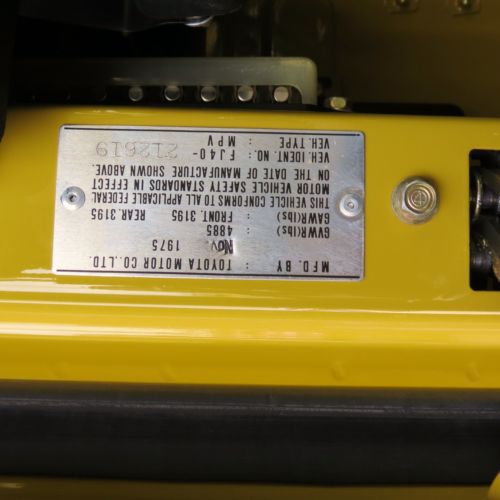 MFD. BY TOYOTA MOTOR CO.,LTD.
Nov. 1975
GVWR(lbs) : 4885
GAWR(lbs) : FRONT. 3195 REAR. 3195
THIS VEHICLE CONFORMS TO ALL APPLICABLE FEDERAL
MOTOR VEHICLE SAFETY STANDARDS IN EFFECT
ON THE DATE OF MANUFACTURE SHOWN ABOVE.
VEH. IDENT. NO. : FJ40- 212619
VEH. TYPE : MPV